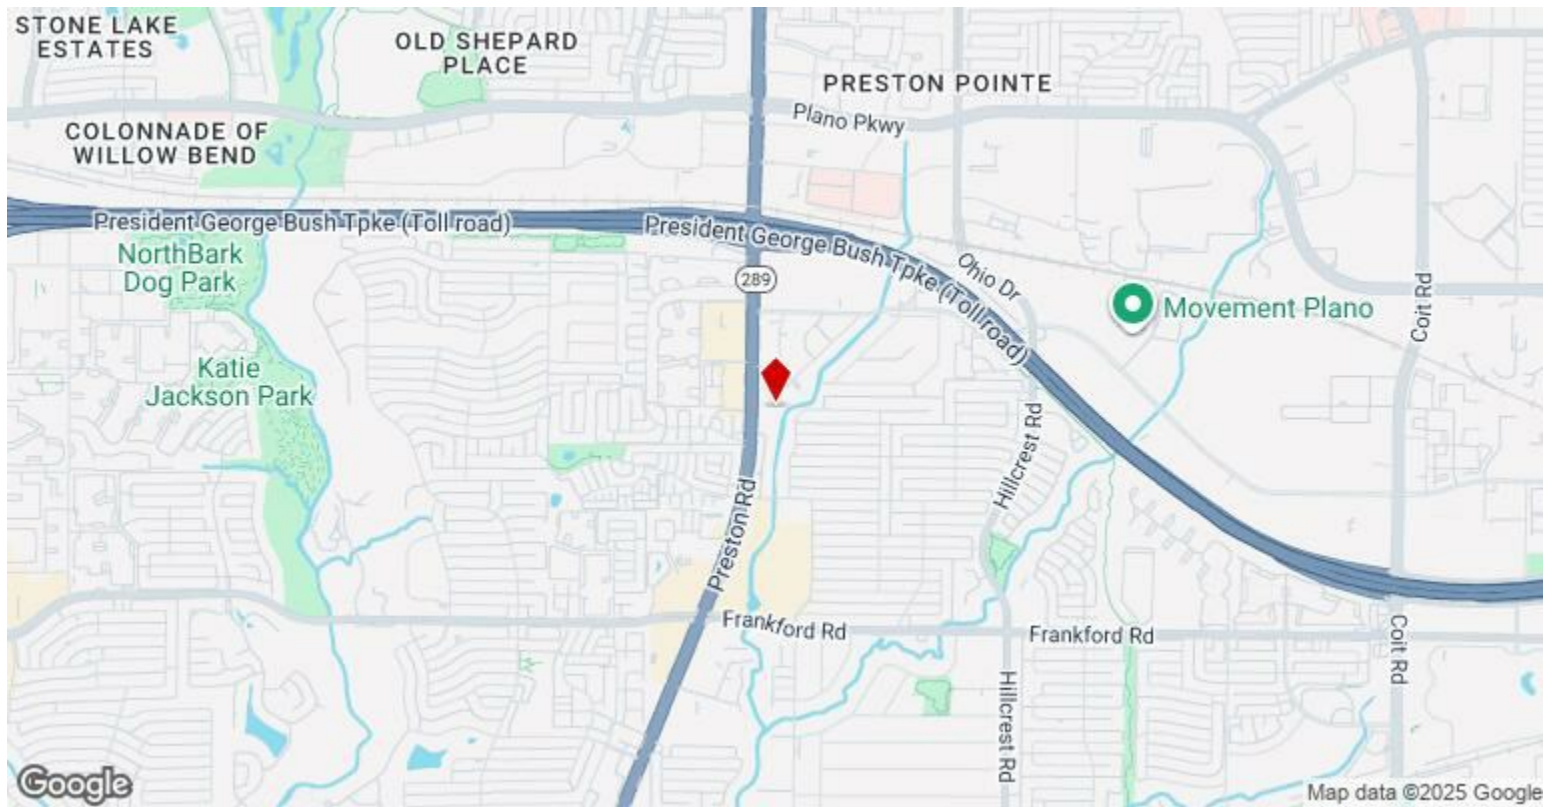 STONE LAKE
ESTATES
OLD SHEPARD
PLACE
PRESTON POINTE
Plano Pkwy
COLONNADE OF
WILLOW BEND
President George Bush Tpke (Toll road)
President George Bush Tpke (Toll road)
NorthBark
Dog Park
289
Ohio Dr
Movement Plano
Coit Rd
Katie
Jackson Park
Hillcrest Rd
Preston Rd
Frankford Rd
Frankford Rd
Coit Rd
Hillcrest Rd
Google
Map data ©2025 Google